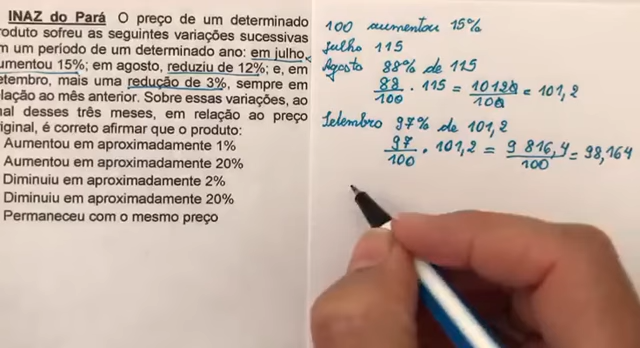 INAZ do Pará O preço de um determinado
roduto sofreu as seguintes variações sucessivas
m um período de um determinado ano: em julho,
umentou 15%; em agosto, reduziu de 12%; e, em
etembro, mais uma redução de 3%, sempre em
lação ao mês anterior. Sobre essas variações, ao
nal desses três meses, em relação ao preço
iginal, é correto afirmar que o produto:
Aumentou em aproximadamente 1%
Aumentou em aproximadamente 20%
Diminuiu em aproximadamente 2%
Diminuiu em aproximadamente 20%
Permaneceu com o mesmo preço
100 aumentou 15%
Julho 115
Agosto 88% de 115
88/100 . 115 = 10120/100 = 101,2
Setembro 97% de 101,2
97/100 . 101,2 = 9 816,4/100 = 98,164